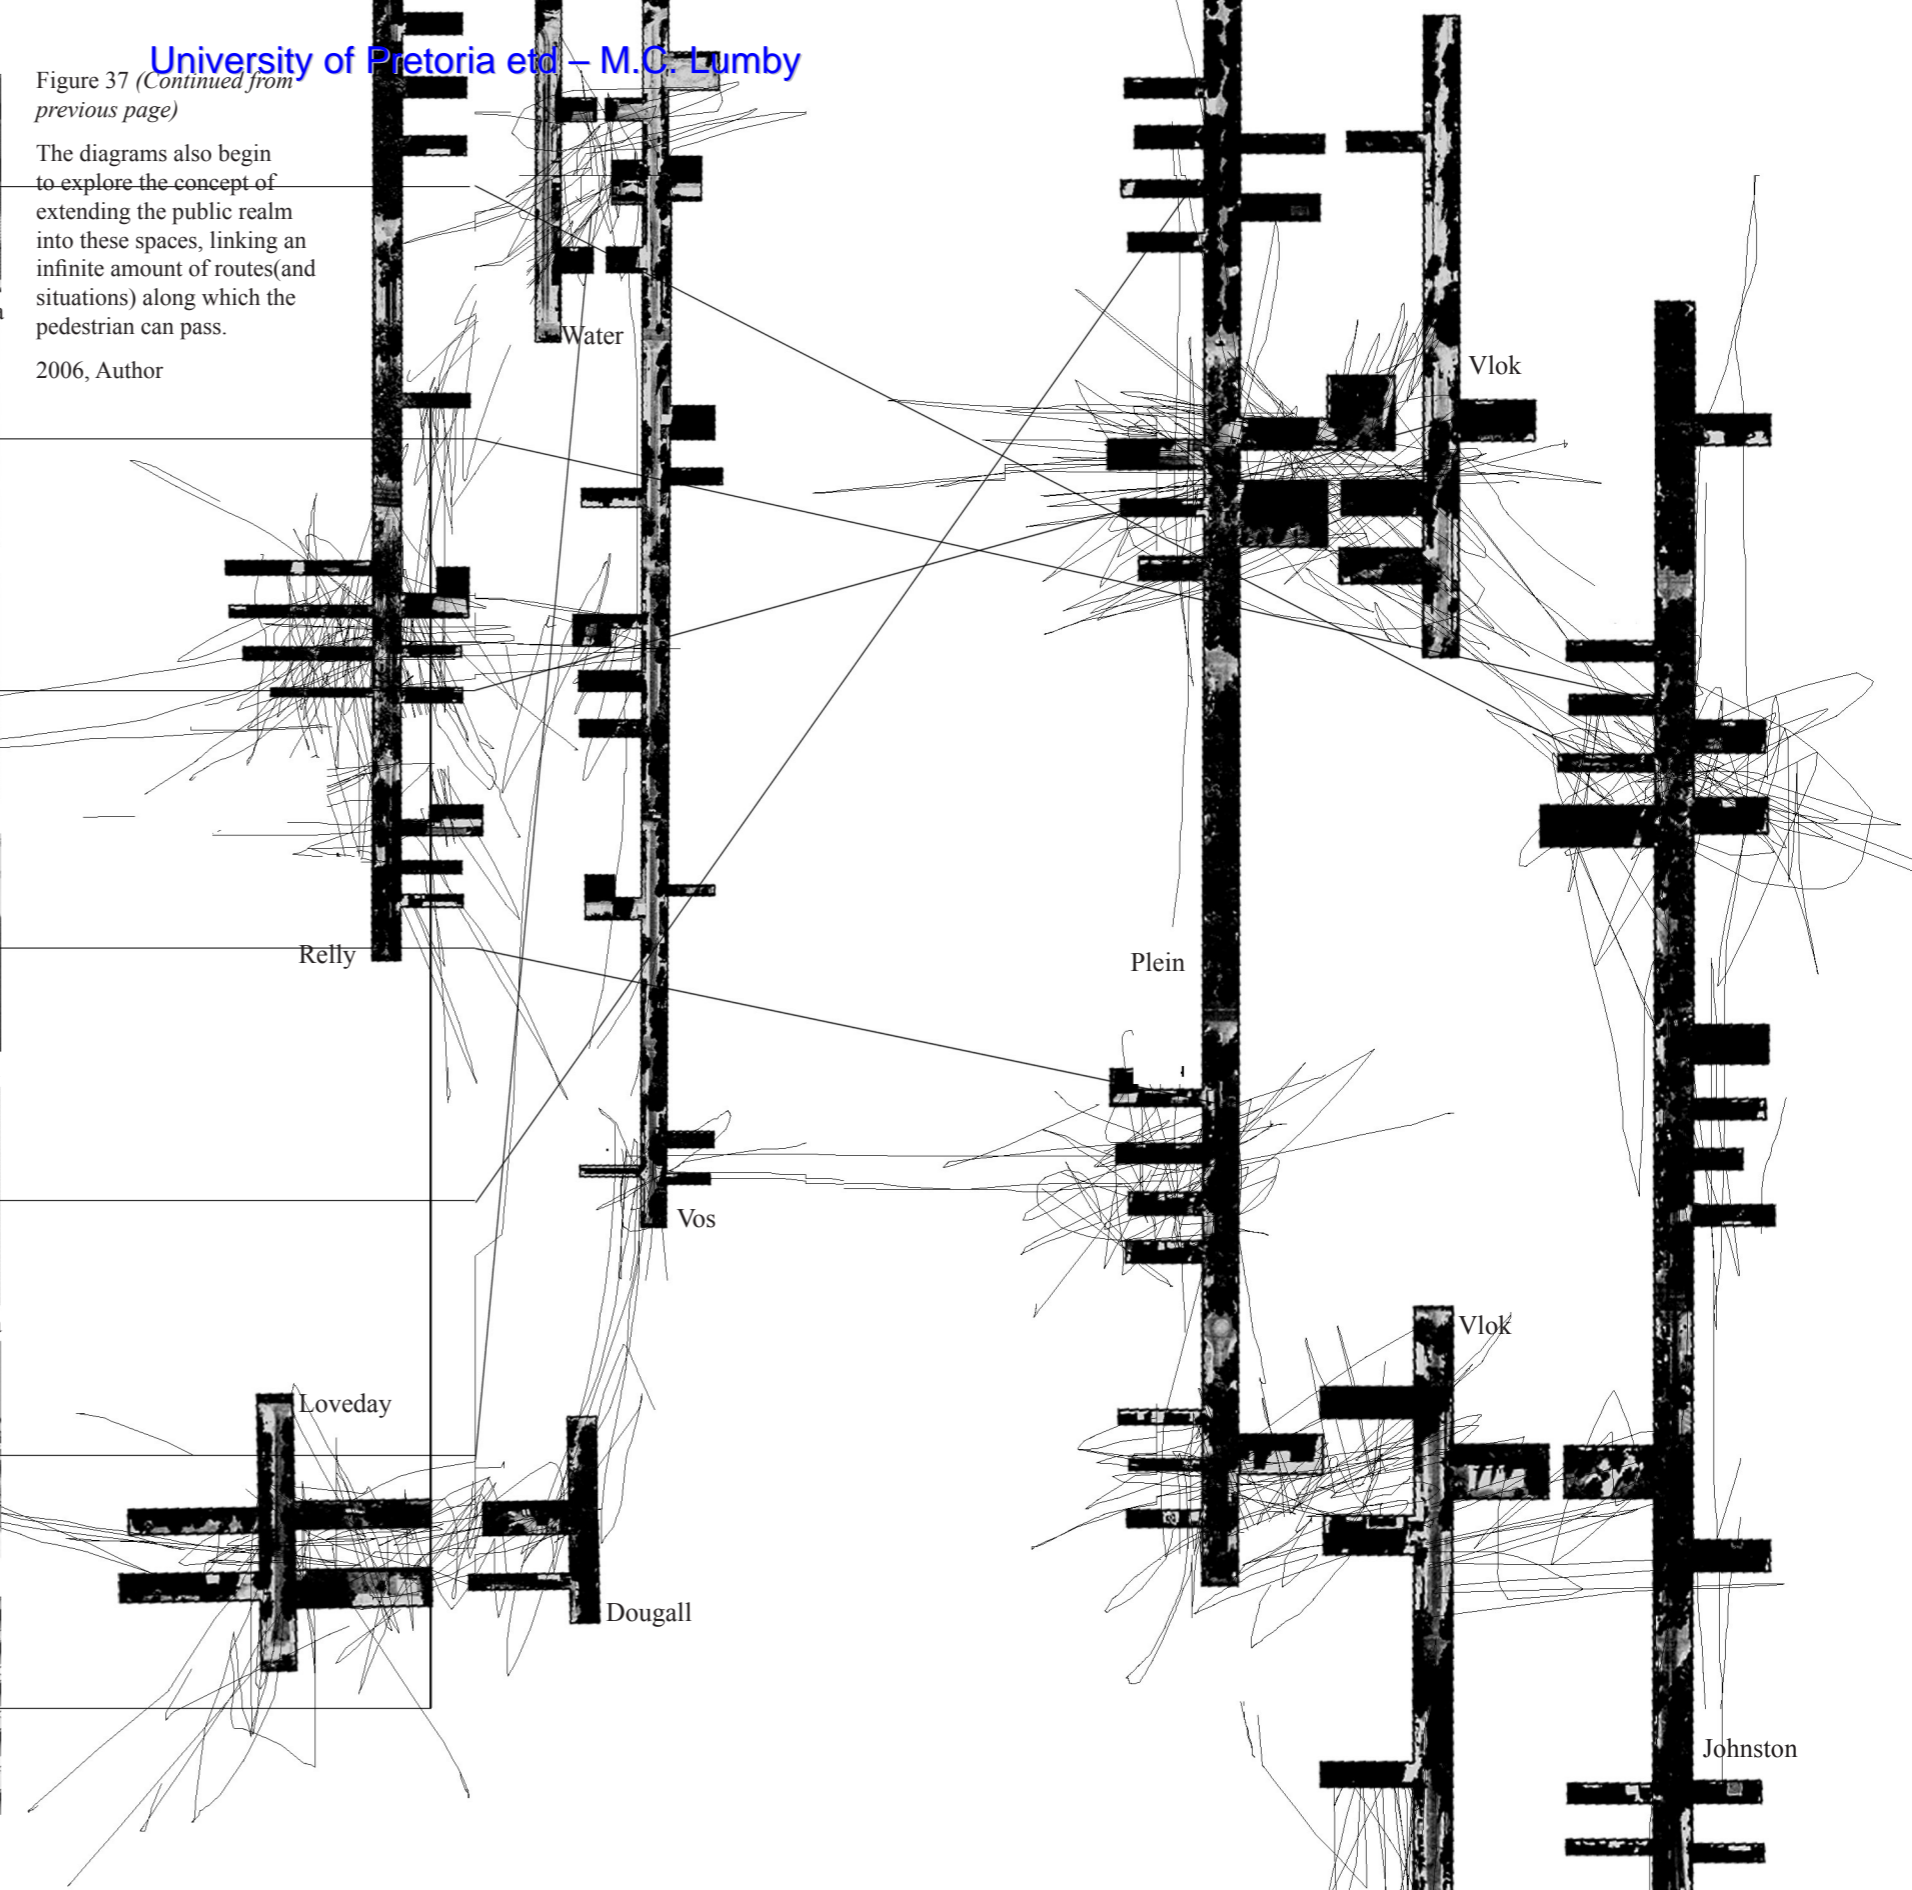 University of Pretoria etd – M.C. Lumby
Figure 37 (Continued from
previous page)
The diagrams also begin
to explore the concept of
extending the public realm
into these spaces, linking an
infinite amount of routes(and
situations) along which the
pedestrian can pass.
2006, Author
Water
Vlok
Relly
Plein
Vos
Vlok
Loveday
Dougall
Johnston